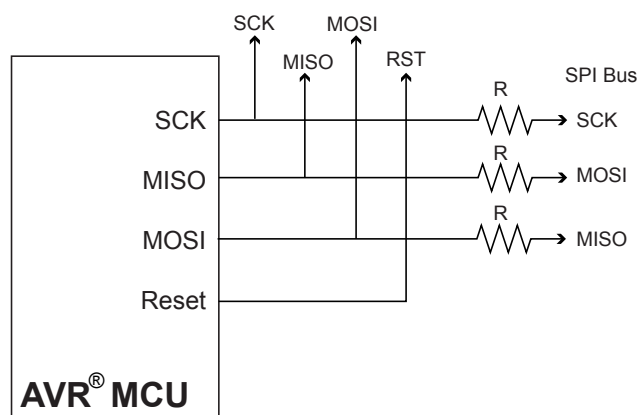 SCK
MOSI
MISO
RST
SPI Bus
R
SCK
SCK
R
MISO
MOSI
R
MOSI
MISO
Reset
AVR® MCU